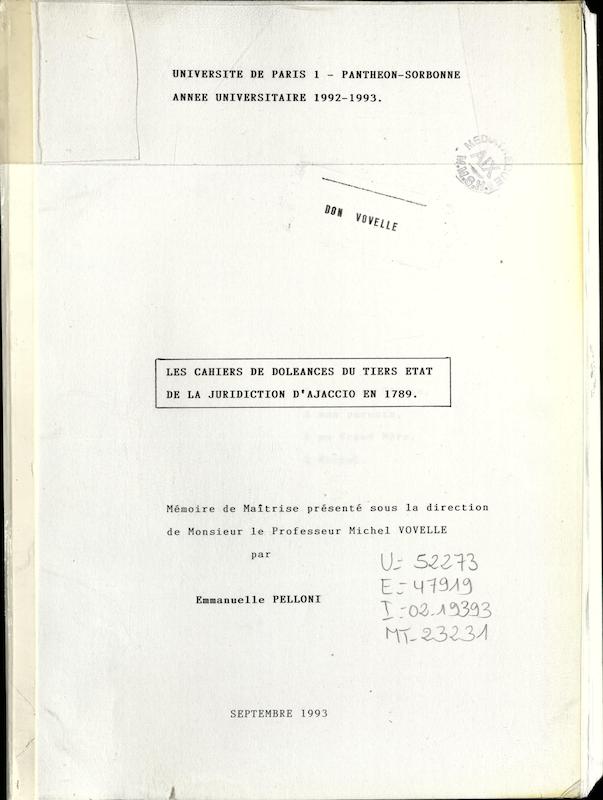 UNIVERSITE DE PARIS 1 - PANTHEON-SORBONNE
ANNEE UNIVERSITAIRE 1992-1993.
AIX
M.M.S.H.
DON VOVELLE
LES CAHIERS DE DOLEANCES DU TIERS ETAT
DE LA JURIDICTION D'AJACCIO EN 1789.
Mémoire de Maîtrise présenté sous la direction
de Monsieur le Professeur Michel VOVELLE
par
Emmanuelle PELLONI
U= 52273
E= 47919
I=02-19393
MT-23231
SEPTEMBRE 1993